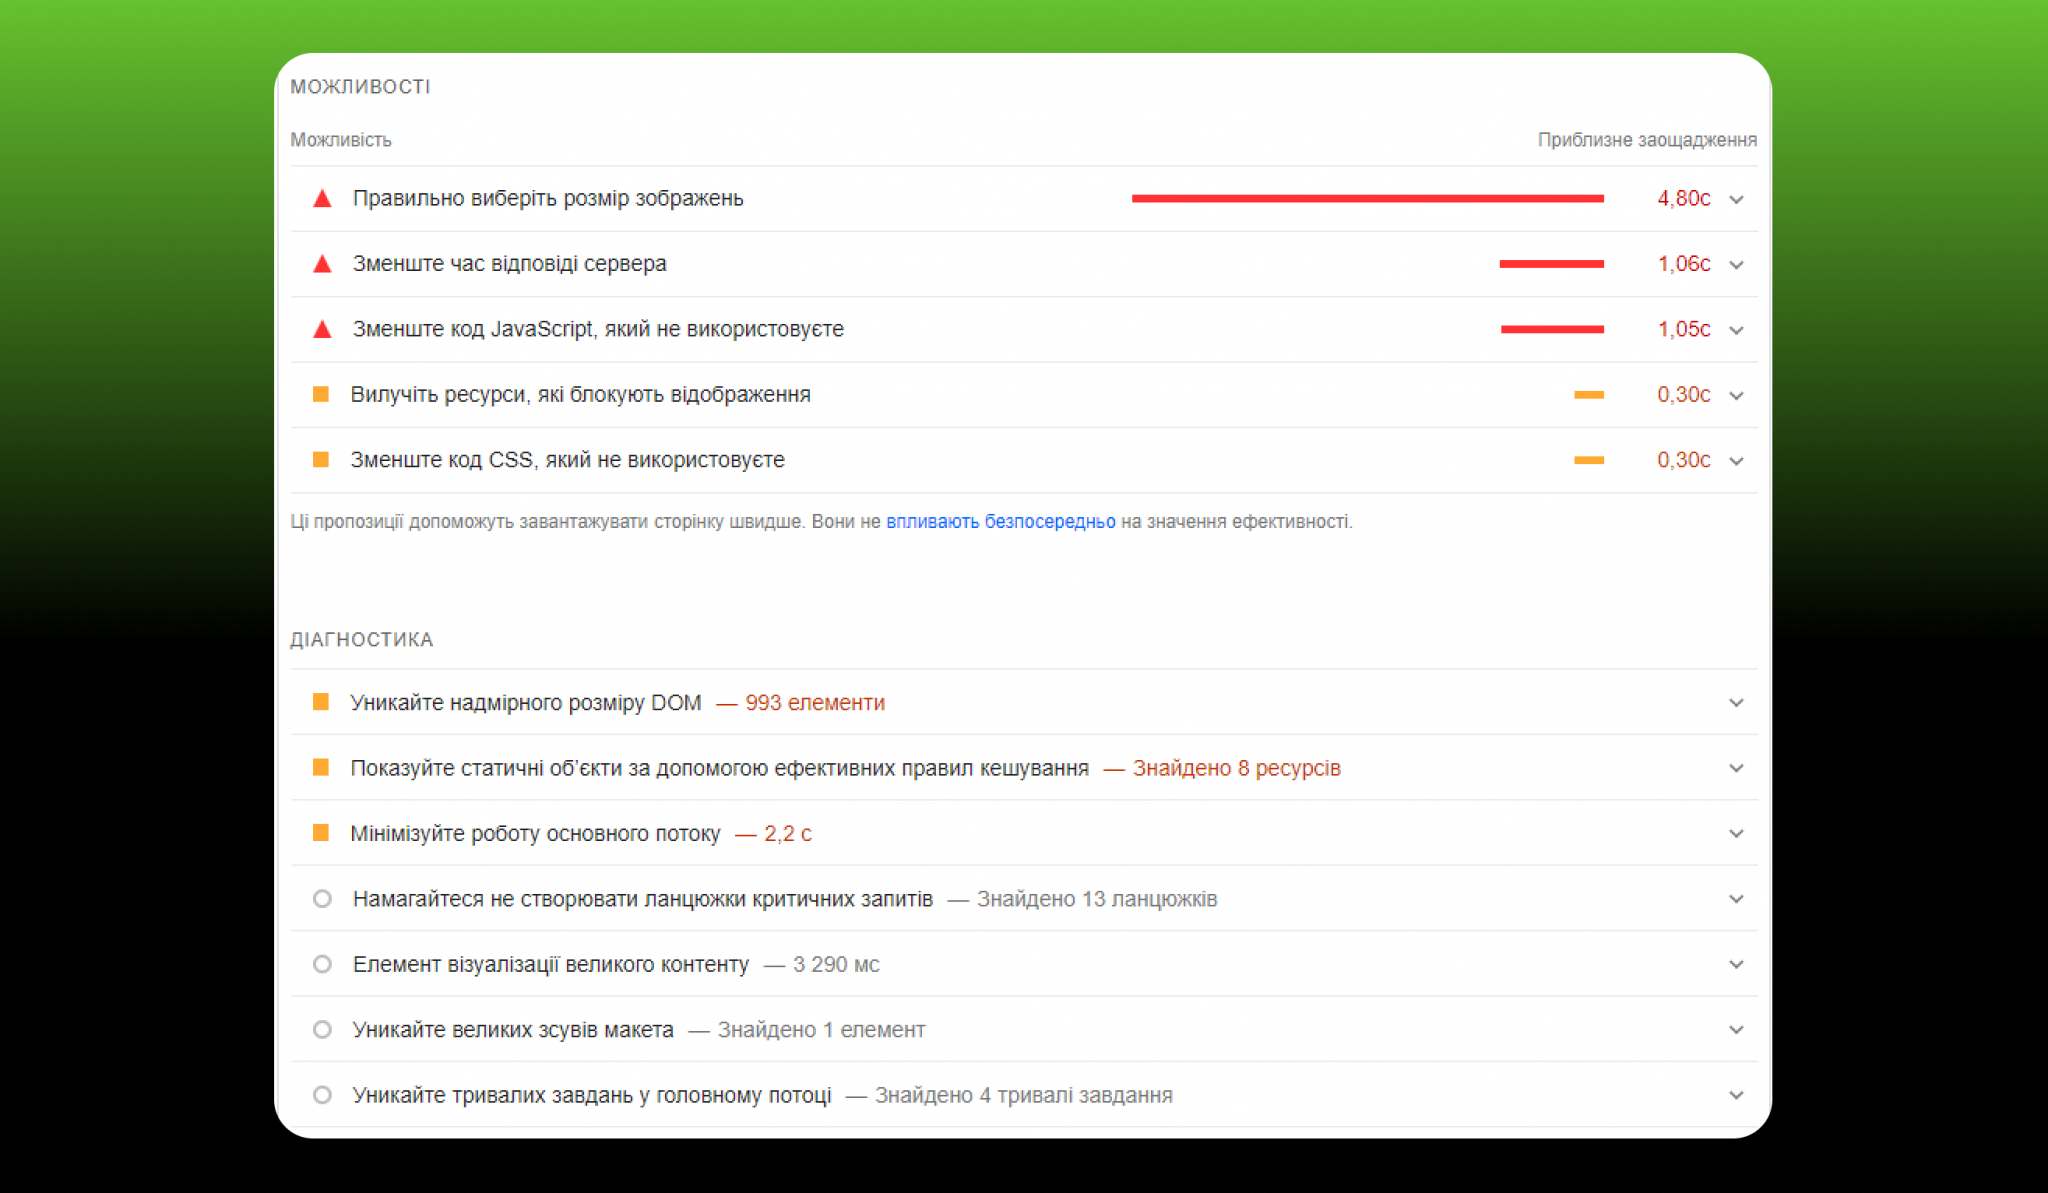 МОЖЛИВОСТІ
Можливість Приблизне заощадження
Правильно виберіть розмір зображень 4,80с
Зменште час відповіді сервера 1,06с
Зменште код JavaScript, який не використовуєте 1,05с
Вилучіть ресурси, які блокують відображення 0,30с
Зменште код CSS, який не використовуєте 0,30с
Ці пропозиції допоможуть завантажувати сторінку швидше. Вони не впливають безпосередньо на значення ефективності.
ДІАГНОСТИКА
Уникайте надмірного розміру DOM — 993 елементи
Показуйте статичні об’єкти за допомогою ефективних правил кешування — Знайдено 8 ресурсів
Мінімізуйте роботу основного потоку — 2,2 с
Намагайтеся не створювати ланцюжки критичних запитів — Знайдено 13 ланцюжків
Елемент візуалізації великого контенту — 3 290 мс
Уникайте великих зсувів макета — Знайдено 1 елемент
Уникайте тривалих завдань у головному потоці — Знайдено 4 тривалі завдання